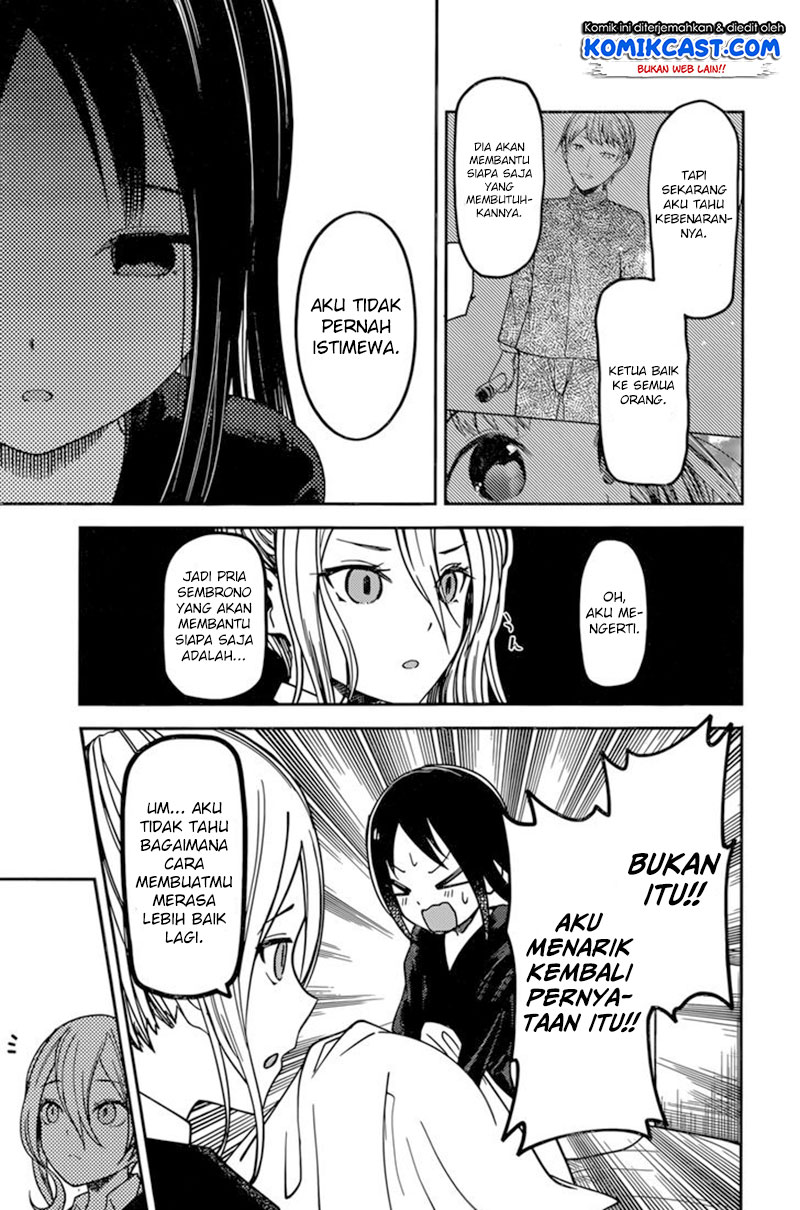 Komik ini diterjemahkan & diedit oleh
KOMIKCAST.COM
BUKAN WEB LAIN!!
TAPI
SEKARANG
AKU TAHU
KEBENARAN-
NYA.
DIA AKAN
MEMBANTU
SIAPA SAJA
YANG
MEMBUTUH-
KANNYA.
KETUA BAIK
KE SEMUA
ORANG.
AKU TIDAK
PERNAH
ISTIMEWA.
OH,
AKU ME-
NGERTI.
うん
JADI PRIA
SEMBRONO
YANG AKAN
MEMBANTU
SIAPA SAJA
ADALAH...
BUKAN
ITU!!
AKU
MENARIK
KEMBALI
PERNYA-
TAAN ITU!!
UM... AKU
TIDAK TAHU
BAGAIMANA
CARA
MEMBUATMU
MERASA
LEBIH BAIK
LAGI.